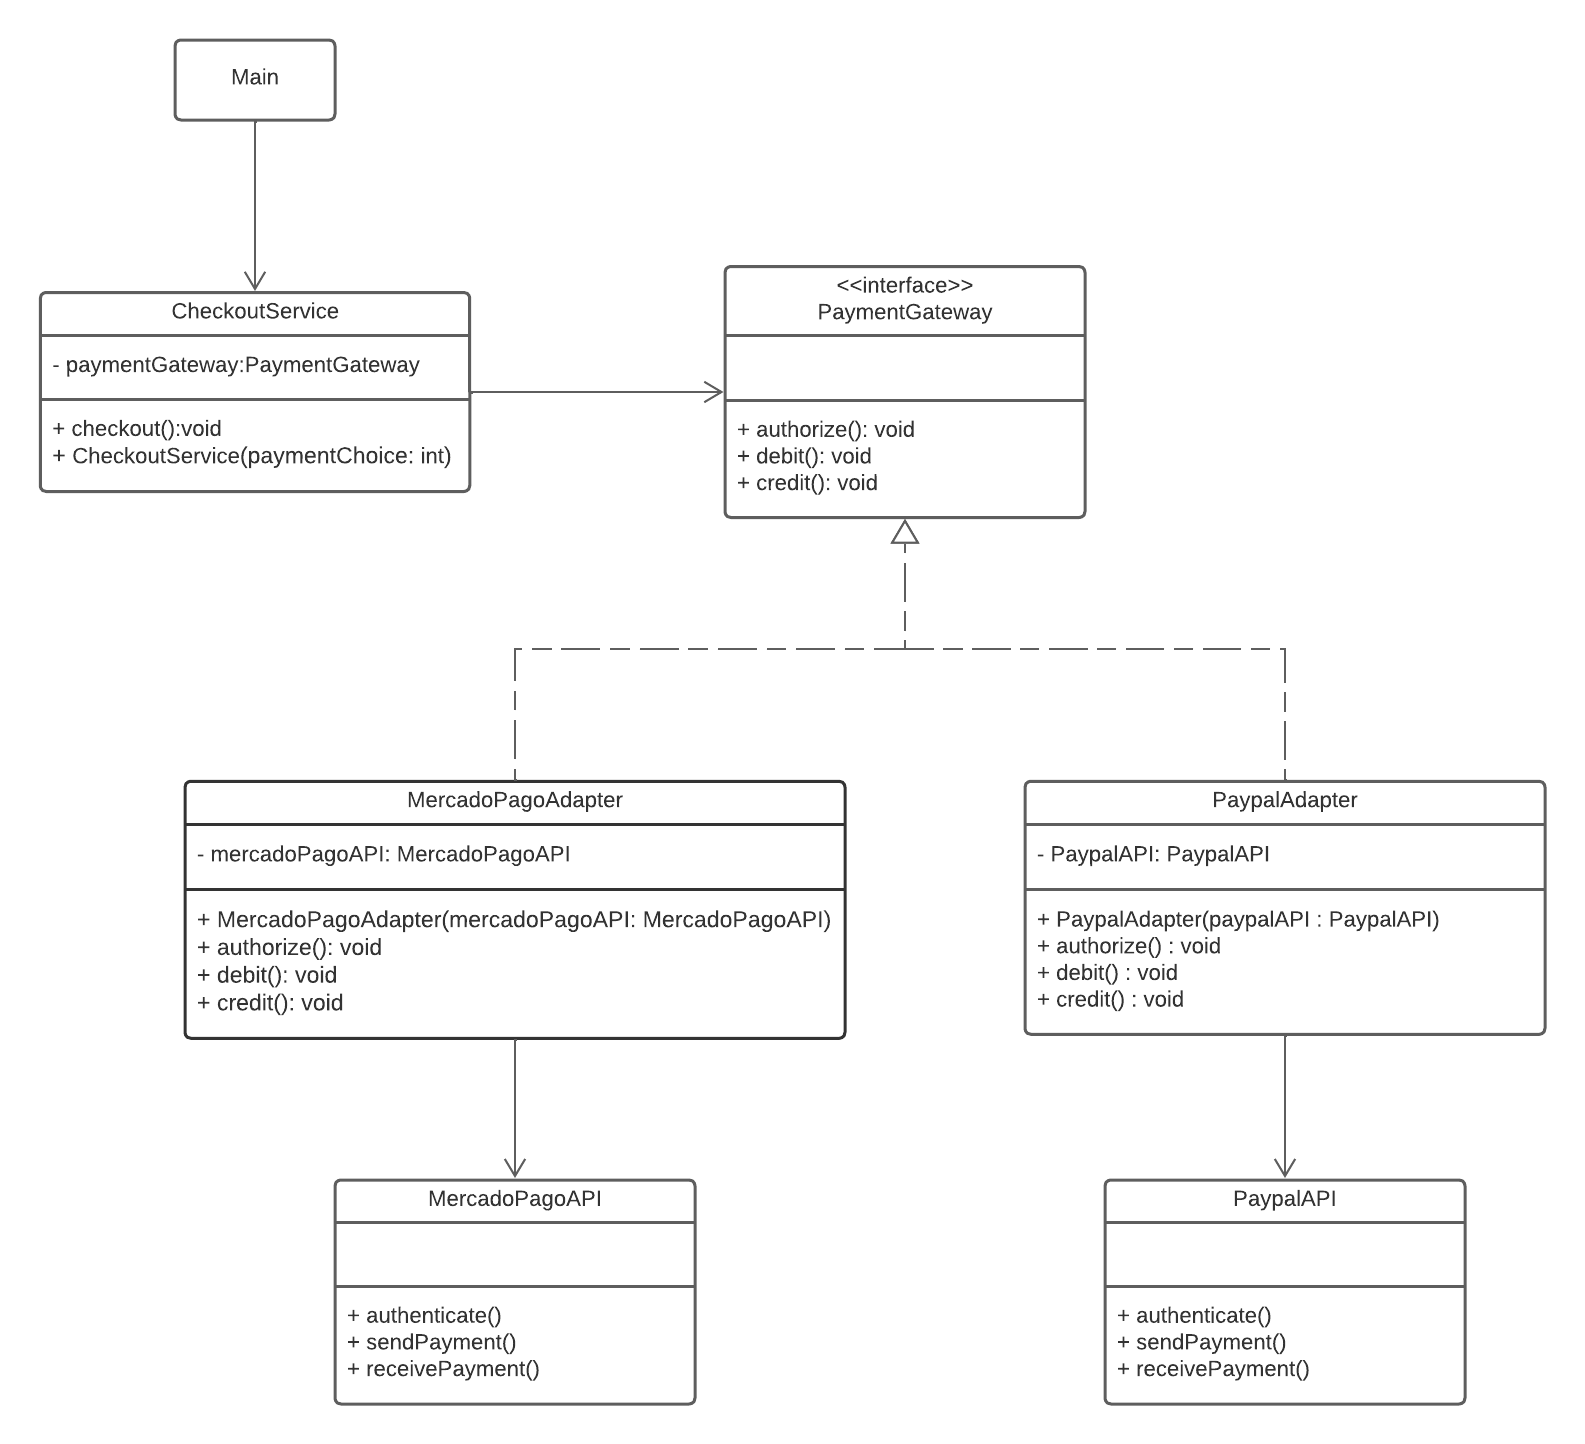 Main
CheckoutService
- paymentGateway:PaymentGateway
+ checkout():void
+ CheckoutService(paymentChoice: int)
<<interface>>
PaymentGateway
+ authorize(): void
+ debit(): void
+ credit(): void
MercadoPagoAdapter
- mercadoPagoAPI: MercadoPagoAPI
+ MercadoPagoAdapter(mercadoPagoAPI: MercadoPagoAPI)
+ authorize(): void
+ debit(): void
+ credit(): void
PaypalAdapter
- PaypalAPI: PaypalAPI
+ PaypalAdapter(paypalAPI : PaypalAPI)
+ authorize() : void
+ debit() : void
+ credit() : void
MercadoPagoAPI
+ authenticate()
+ sendPayment()
+ receivePayment()
PaypalAPI
+ authenticate()
+ sendPayment()
+ receivePayment()